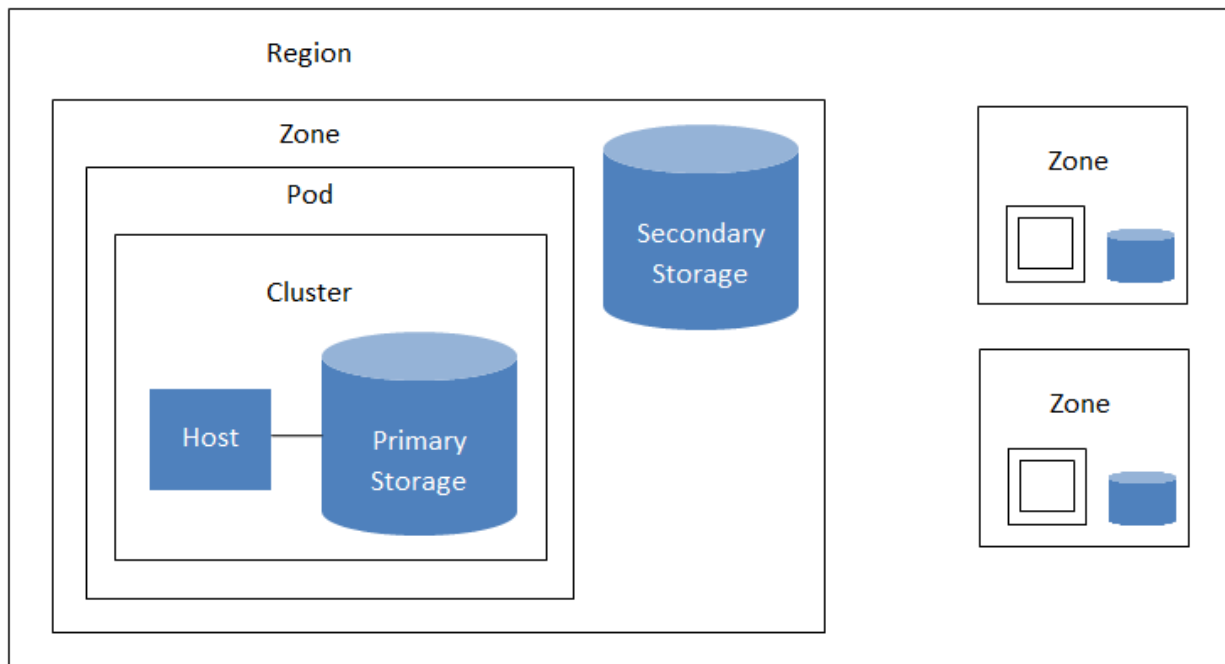 Region
Zone
Pod
Cluster
Host
Primary
Storage
Secondary
Storage
Zone
Zone